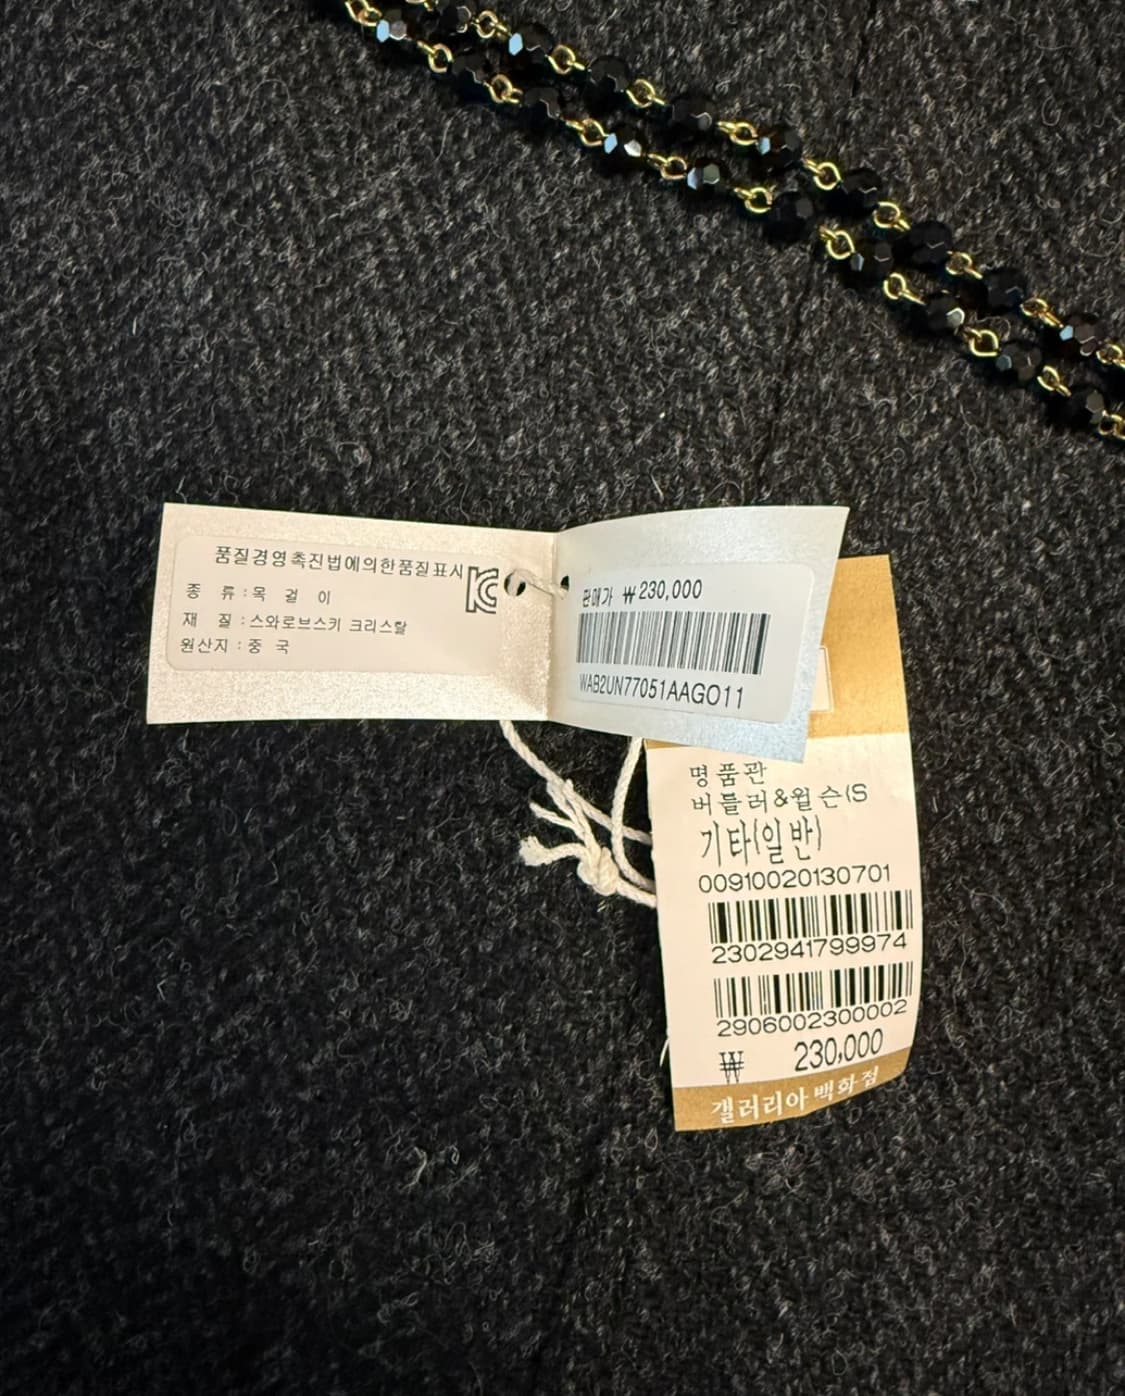 품질경영촉진법에의한품질표시
종 류 : 목 걸 이
재 질 : 스와로브스키 크리스탈
원산지 : 중 국
판매가 ₩230,000
WAB2UN77051AAGO11
명품관
버틀러&윌슨(S
기타(일반)
00910020130701
2302941799974
2906002300002
₩ 230,000
갤러리아백화점